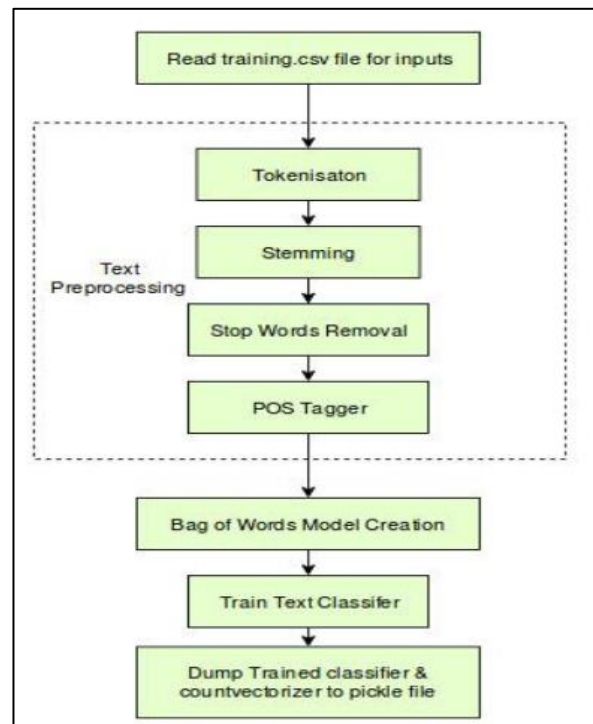 Read training.csv file for inputs
Tokenisaton
Stemming
Text
Preprocessing
Stop Words Removal
POS Tagger
Bag of Words Model Creation
Train Text Classifer
Dump Trained classifier &
countvectorizer to pickle file